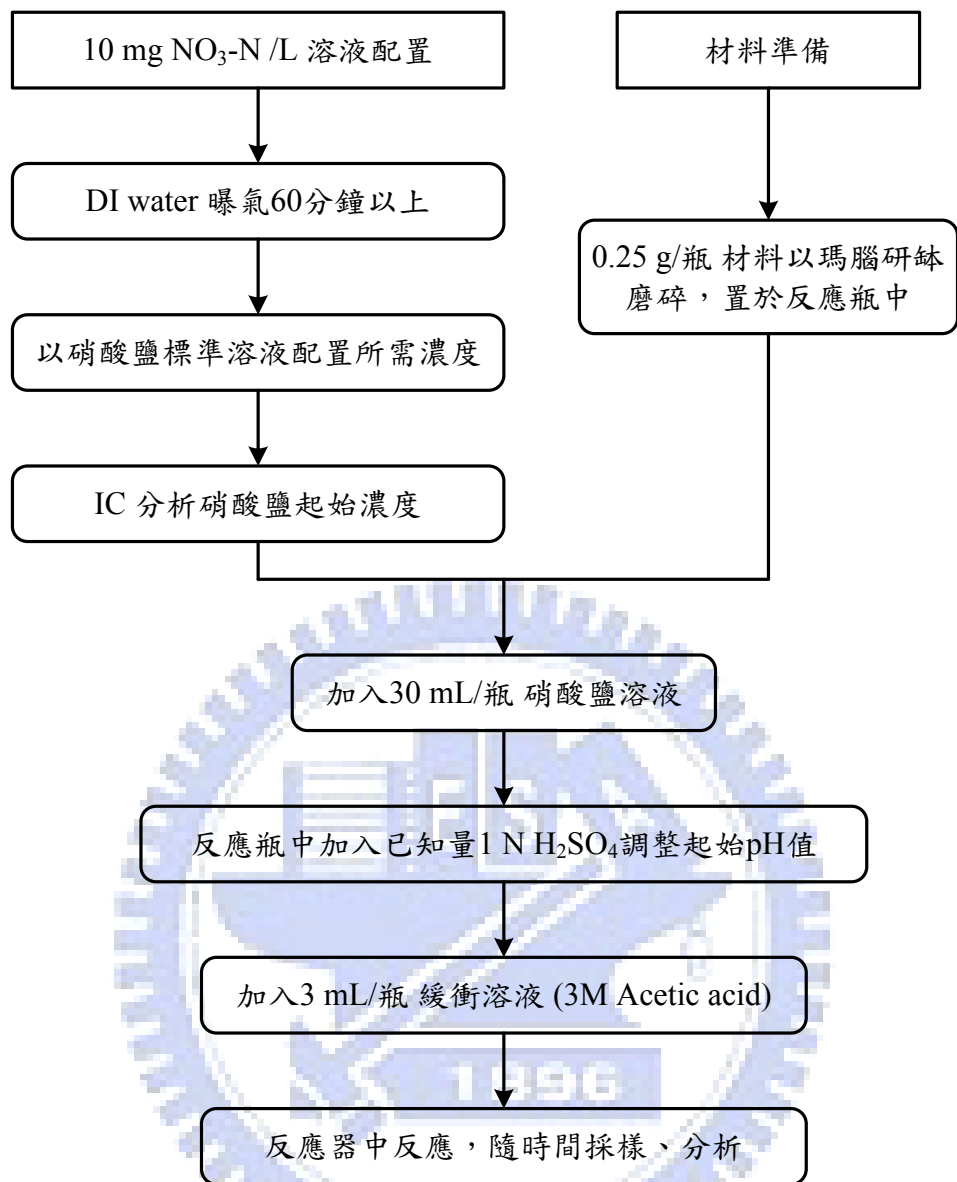 10 mg NO₃-N /L 溶液配置
材料準備
DI water 曝氣60分鐘以上
0.25 g/瓶 材料以瑪腦研缽
磨碎，置於反應瓶中
以硝酸鹽標準溶液配置所需濃度
IC 分析硝酸鹽起始濃度
加入30 mL/瓶 硝酸鹽溶液
反應瓶中加入已知量1 N H₂SO₄調整起始pH值
加入3 mL/瓶 緩衝溶液 (3M Acetic acid)
1896
反應器中反應，隨時間採樣、分析